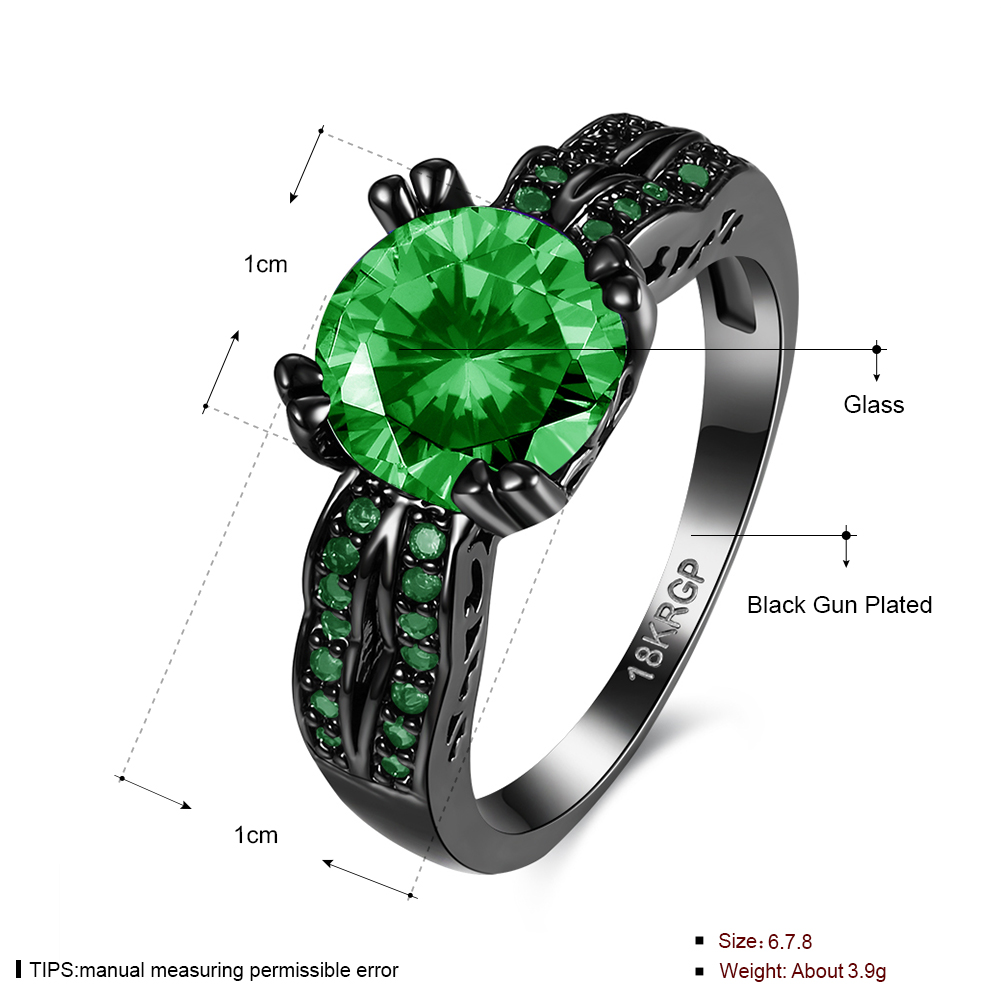 1cm
Glass
Black Gun Plated
18KRGP
1cm
Size: 6.7.8
TIPS:manual measuring permissible error
Weight: About 3.9g